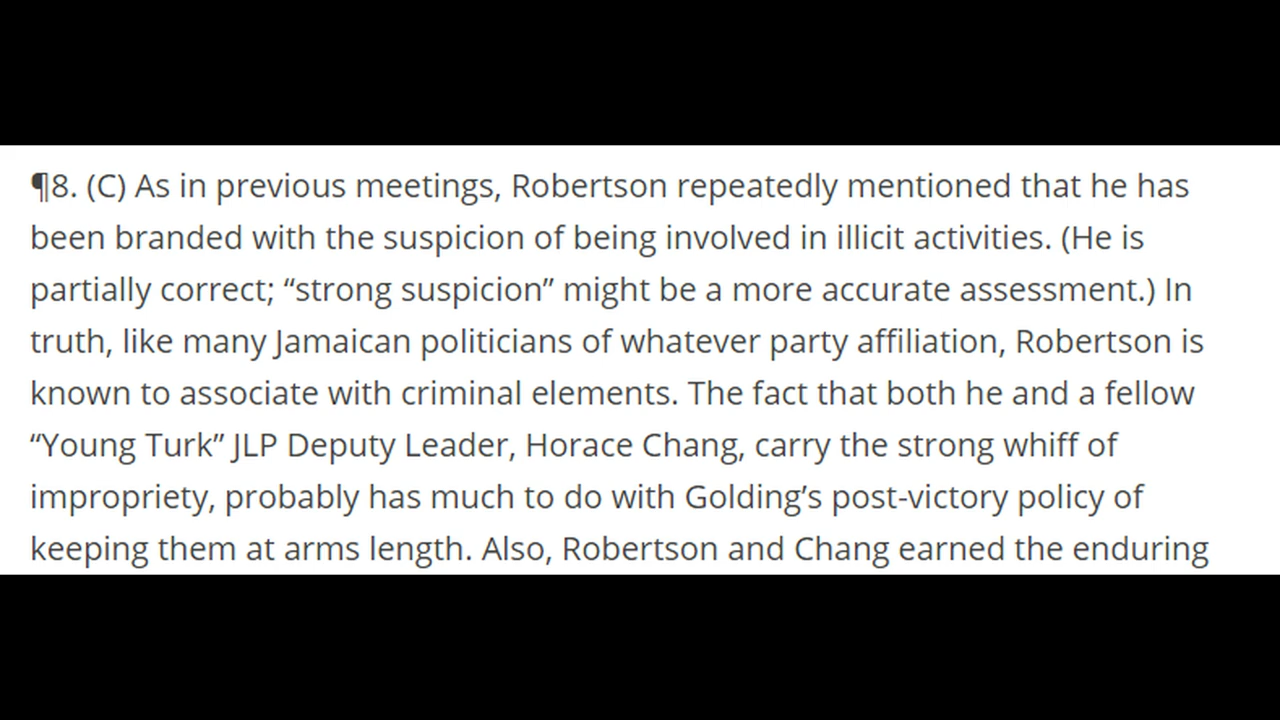 ¶8. (C) As in previous meetings, Robertson repeatedly mentioned that he has
been branded with the suspicion of being involved in illicit activities. (He is
partially correct; “strong suspicion” might be a more accurate assessment.) In
truth, like many Jamaican politicians of whatever party affiliation, Robertson is
known to associate with criminal elements. The fact that both he and a fellow
“Young Turk” JLP Deputy Leader, Horace Chang, carry the strong whiff of
impropriety, probably has much to do with Golding’s post-victory policy of
keeping them at arms length. Also, Robertson and Chang earned the enduring